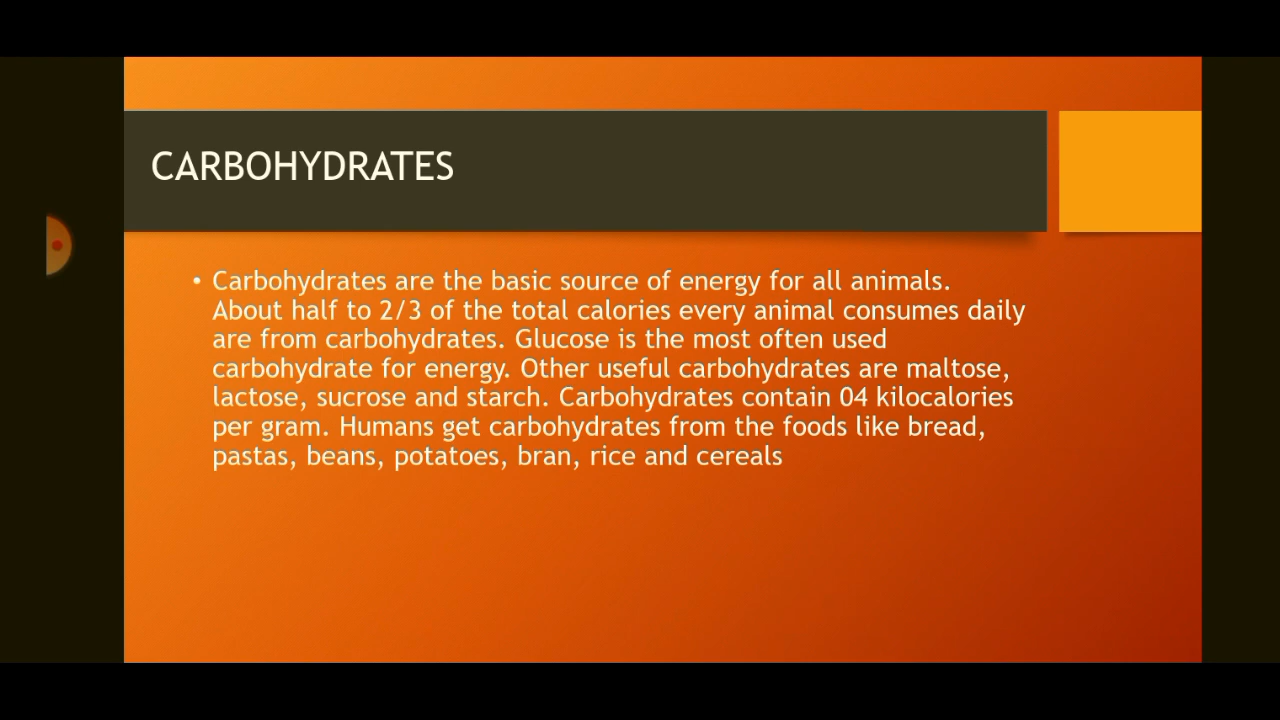 CARBOHYDRATES
• Carbohydrates are the basic source of energy for all animals.
About half to 2/3 of the total calories every animal consumes daily
are from carbohydrates. Glucose is the most often used
carbohydrate for energy. Other useful carbohydrates are maltose,
lactose, sucrose and starch. Carbohydrates contain 04 kilocalories
per gram. Humans get carbohydrates from the foods like bread,
pastas, beans, potatoes, bran, rice and cereals